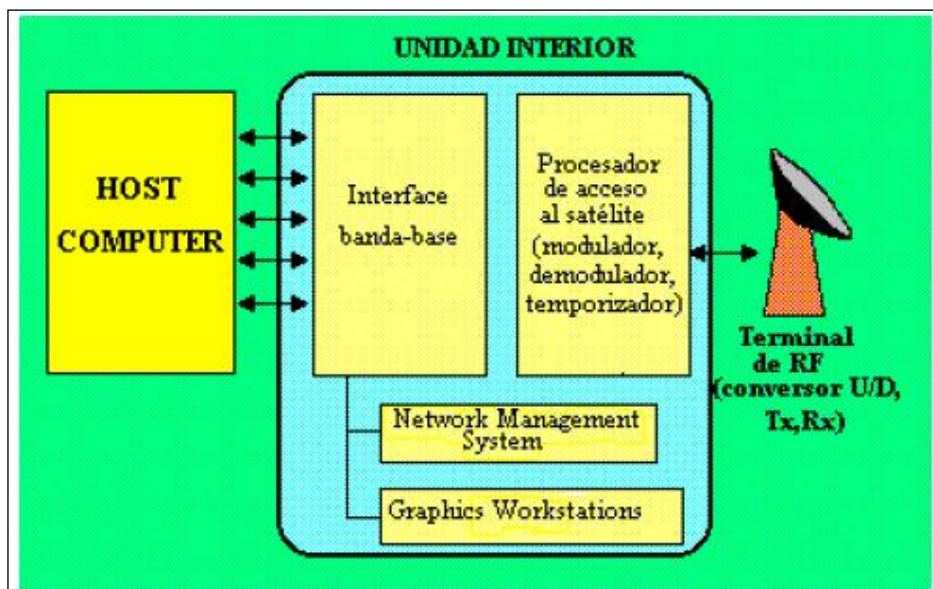 UNIDAD INTERIOR
HOST
COMPUTER
Interface
banda-base
Procesador
de acceso
al satélite
(modulador,
demodulador,
temporizador)
Terminal
de RF
(conversor U/D,
Tx,Rx)
Network Management
System
Graphics Workstations